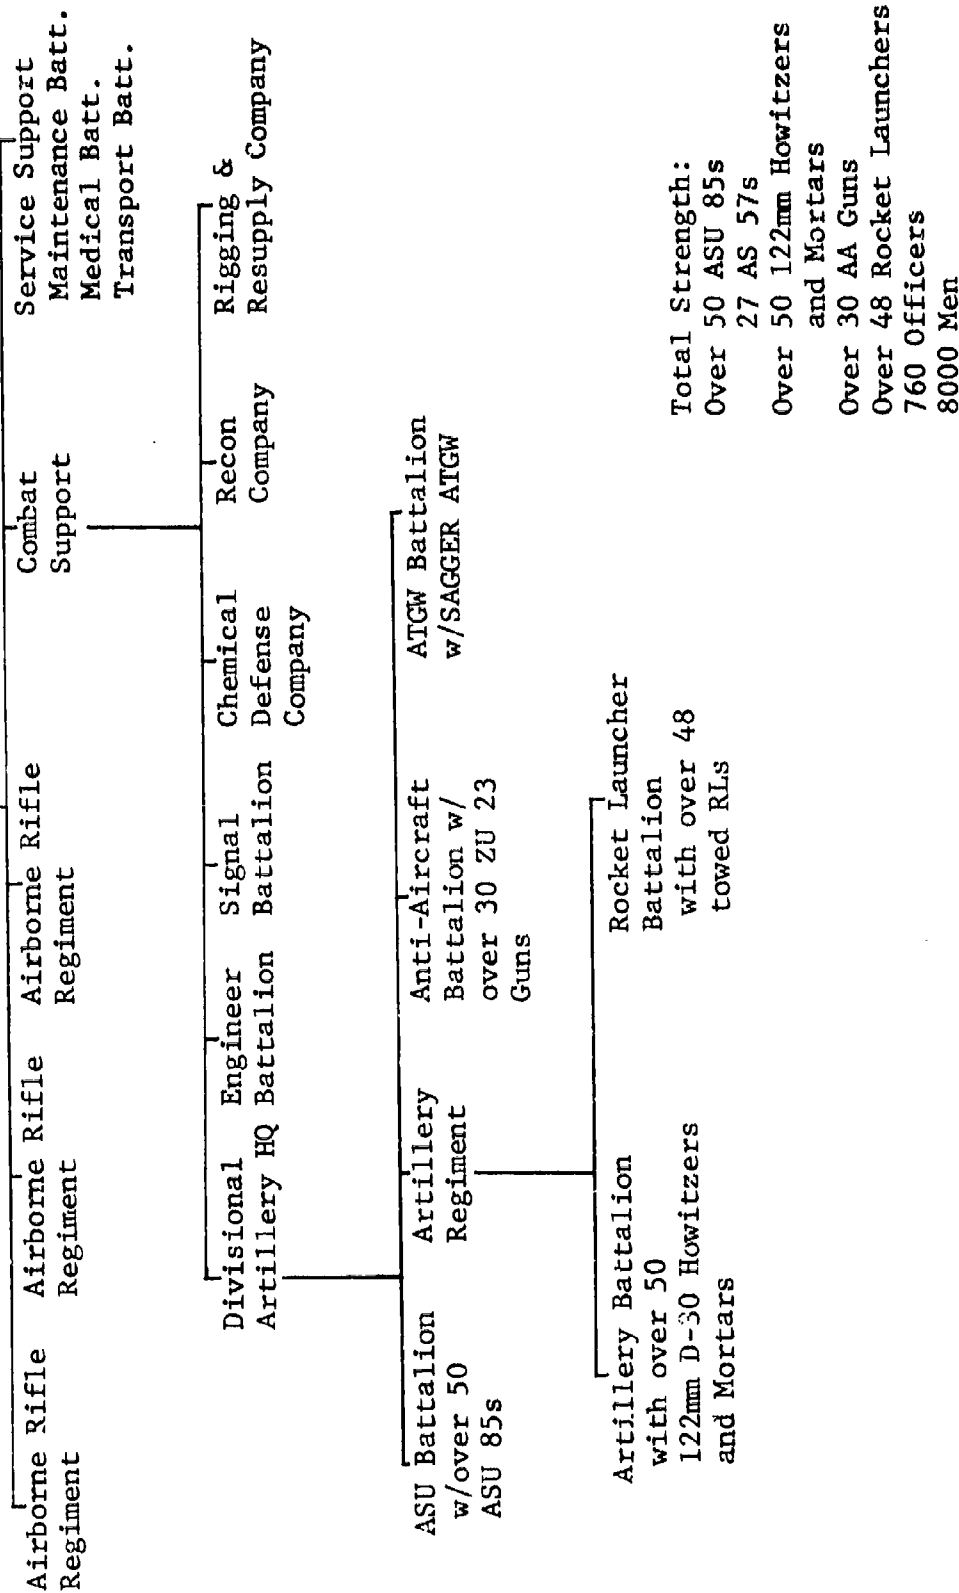 Airborne Rifle
Regiment
Airborne Rifle
Regiment
Airborne Rifle
Regiment
Combat
Support
Service Support
Maintenance Batt.
Medical Batt.
Transport Batt.
Divisional
Artillery HQ
Engineer
Battalion
Signal
Battalion
Chemical
Defense
Company
Recon
Company
Rigging &
Resupply Company
ASU Battalion
w/over 50
ASU 85s
Artillery
Regiment
Anti-Aircraft
Battalion w/
over 30 ZU 23
Guns
ATGW Battalion
w/SAGGER ATGW
Artillery Battalion
with over 50
122mm D-30 Howitzers
and Mortars
Rocket Launcher
Battalion
with over 48
towed RLs
Total Strength:
Over 50 ASU 85s
27 AS 57s
Over 50 122mm Howitzers
and Mortars
Over 30 AA Guns
Over 48 Rocket Launchers
760 Officers
8000 Men